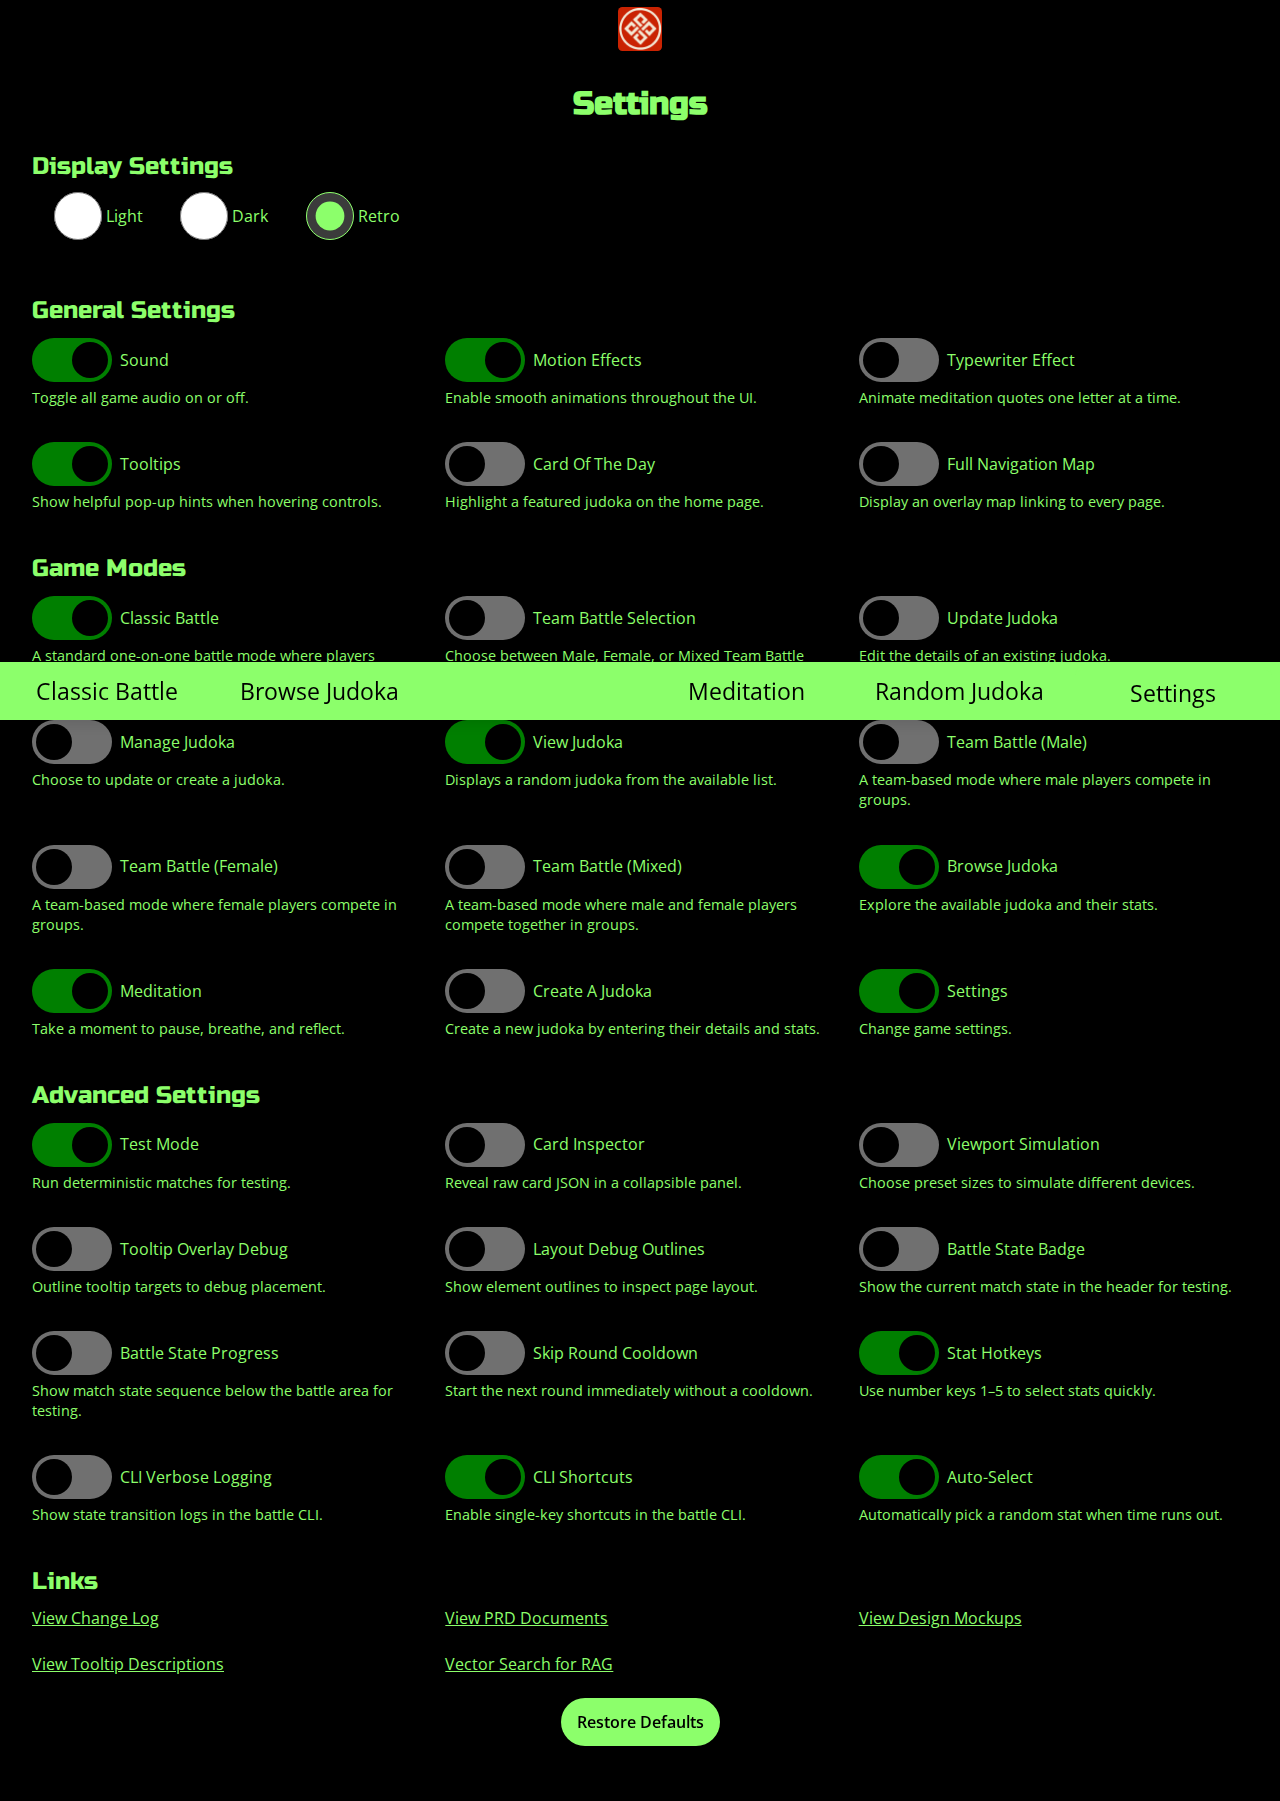 Settings
Display Settings
Light Dark Retro
General Settings
Sound Motion Effects Typewriter Effect
Toggle all game audio on or off. Enable smooth animations throughout the UI. Animate meditation quotes one letter at a time.
Tooltips Card Of The Day Full Navigation Map
Show helpful pop-up hints when hovering controls. Highlight a featured judoka on the home page. Display an overlay map linking to every page.
Game Modes
Classic Battle Team Battle Selection Update Judoka
A standard one-on-one battle mode where players Choose between Male, Female, or Mixed Team Battle Edit the details of an existing judoka.
Classic Battle Browse Judoka Meditation Random Judoka Settings
Manage Judoka View Judoka Team Battle (Male)
Choose to update or create a judoka. Displays a random judoka from the available list. A team-based mode where male players compete in
groups.
Team Battle (Female) Team Battle (Mixed) Browse Judoka
A team-based mode where female players compete in A team-based mode where male and female players Explore the available judoka and their stats.
groups. compete together in groups.
Meditation Create A Judoka Settings
Take a moment to pause, breathe, and reflect. Create a new judoka by entering their details and stats. Change game settings.
Advanced Settings
Test Mode Card Inspector Viewport Simulation
Run deterministic matches for testing. Reveal raw card JSON in a collapsible panel. Choose preset sizes to simulate different devices.
Tooltip Overlay Debug Layout Debug Outlines Battle State Badge
Outline tooltip targets to debug placement. Show element outlines to inspect page layout. Show the current match state in the header for testing.
Battle State Progress Skip Round Cooldown Stat Hotkeys
Show match state sequence below the battle area for Start the next round immediately without a cooldown. Use number keys 1–5 to select stats quickly.
testing.
CLI Verbose Logging CLI Shortcuts Auto-Select
Show state transition logs in the battle CLI. Enable single-key shortcuts in the battle CLI. Automatically pick a random stat when time runs out.
Links
View Change Log View PRD Documents View Design Mockups
View Tooltip Descriptions Vector Search for RAG
Restore Defaults